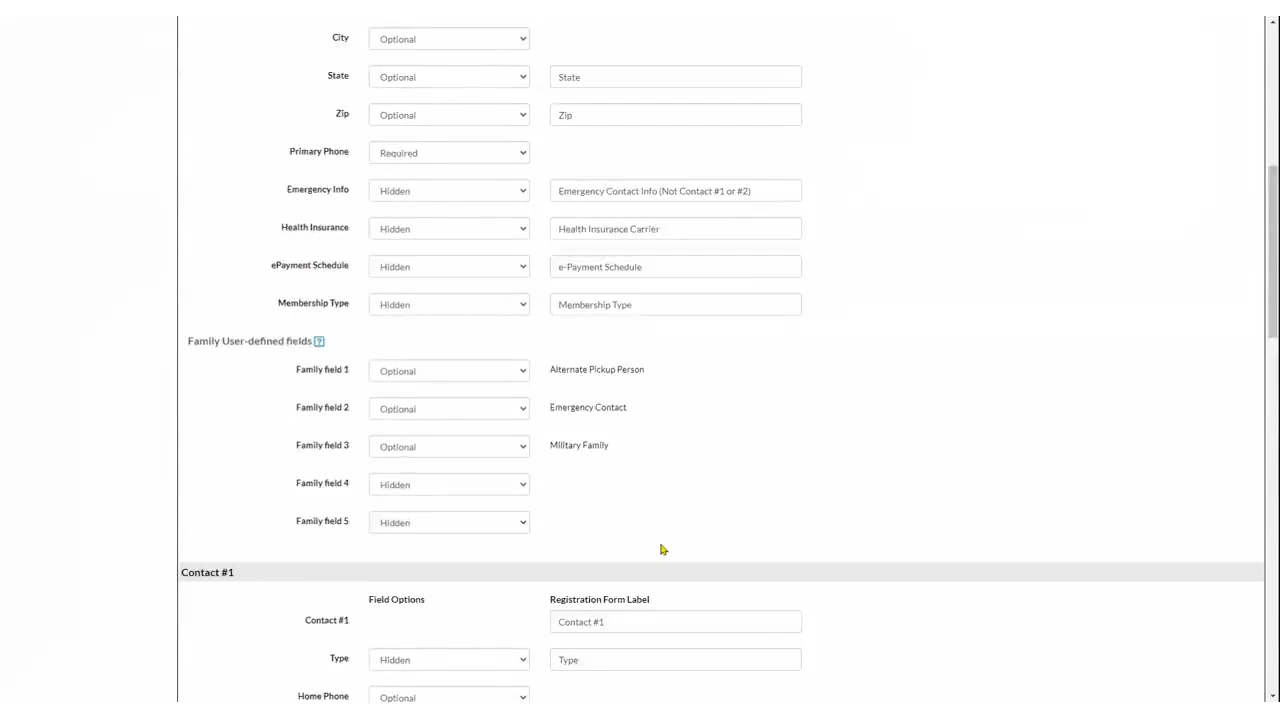 City Optional
State Optional State
Zip Optional Zip
Primary Phone Required
Emergency Info Hidden Emergency Contact Info (Not Contact #1 or #2)
Health Insurance Hidden Health Insurance Carrier
ePayment Schedule Hidden e-Payment Schedule
Membership Type Hidden Membership Type
Family User-defined fields ?
Family field 1 Optional Alternate Pickup Person
Family field 2 Optional Emergency Contact
Family field 3 Optional Military Family
Family field 4 Hidden
Family field 5 Hidden
Contact #1
Field Options Registration Form Label
Contact #1 Contact #1
Type Hidden Type
Home Phone Optional